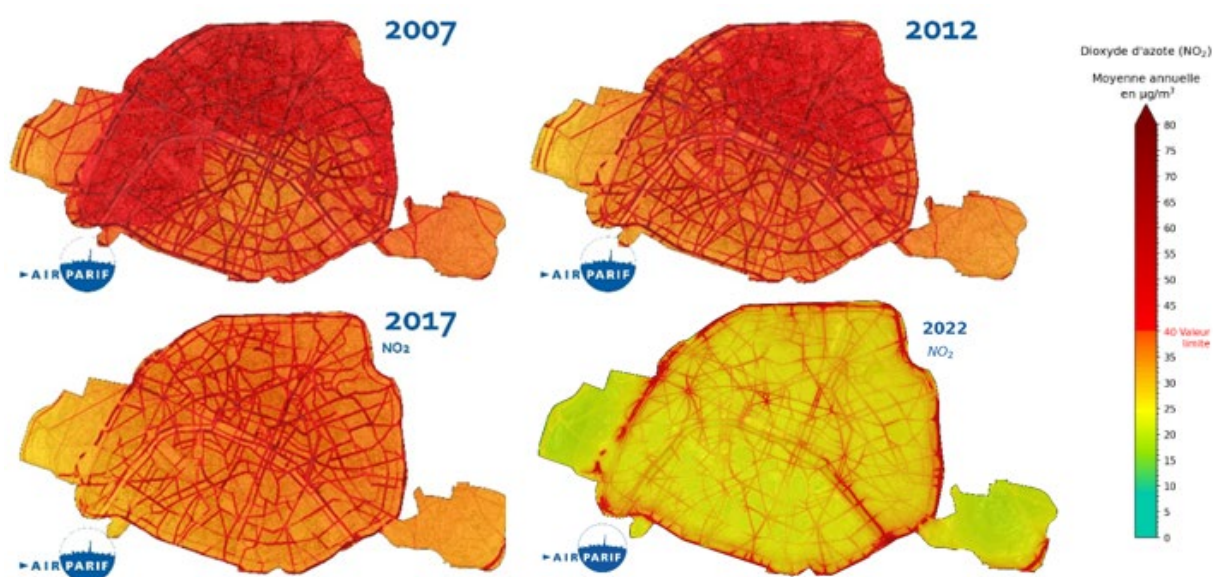 2007
2012
AIRPARIF
AIRPARIF
2017
NO₂
2022
NO₂
AIRPARIF
AIRPARIF
Dioxyde d'azote (NO₂)
Moyenne annuelle
en µg/m³
80
75
70
65
60
55
50
45
40 Valeur
limite
35
30
25
20
15
10
5
0